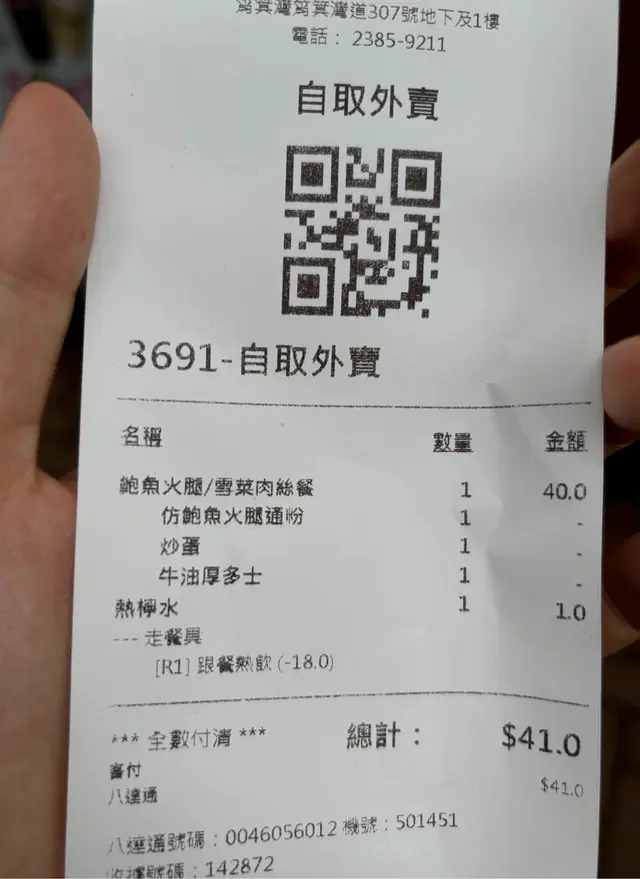 筲箕灣筲箕灣道307號地下及1樓
電話： 2385-9211
自取外賣
3691-自取外賣
名稱 數量 金額
鮑魚火腿/雪菜肉絲餐 1 40.0
仿鮑魚火腿通粉 1 -
炒蛋 1 -
牛油厚多士 1 -
熱檸水 1 1.0
--- 走餐具
[R1] 跟餐熱飲 (-18.0)
*** 全數付清 *** 總計： $41.0
客付 $41.0
八達通
八達通號碼：0046056012 機號：501451
收據號碼：142872